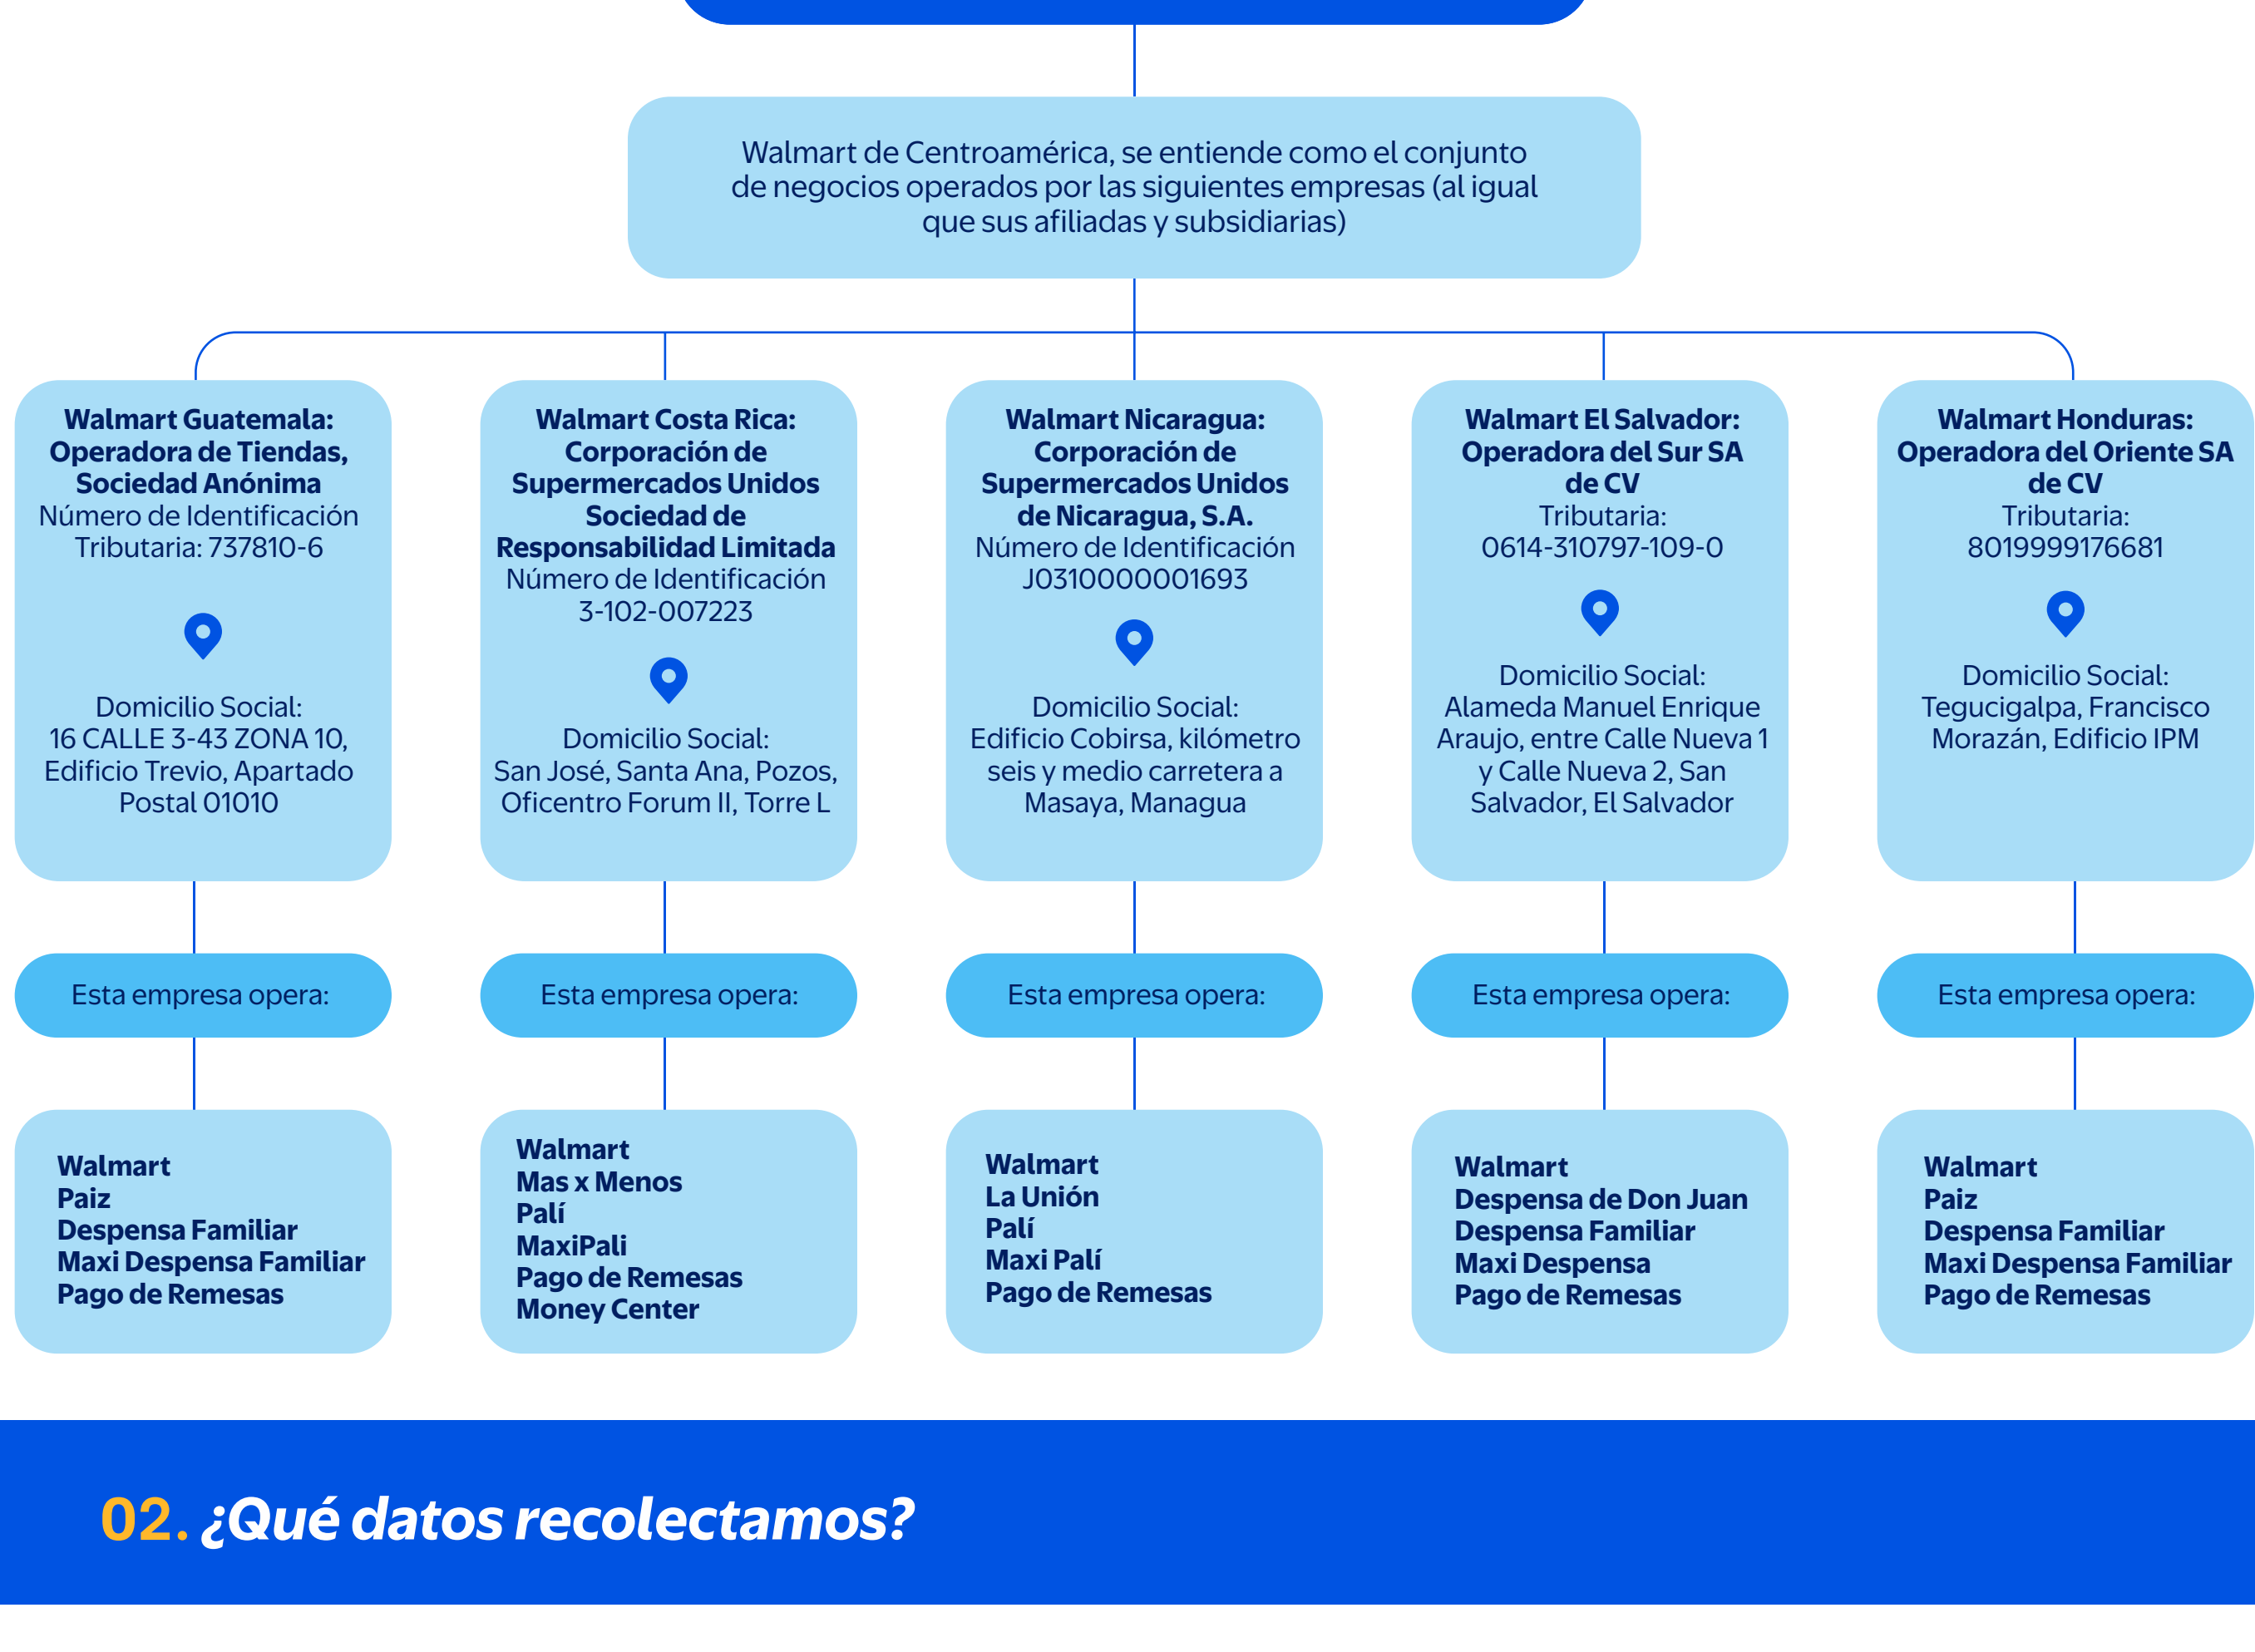 Walmart de Centroamérica, se entiende como el conjunto
de negocios operados por las siguientes empresas (al igual
que sus afiliadas y subsidiarias)
Walmart Guatemala:
Operadora de Tiendas,
Sociedad Anónima
Número de Identificación
Tributaria: 737810-6
Domicilio Social:
16 CALLE 3-43 ZONA 10,
Edificio Trevio, Apartado
Postal 01010
Walmart Costa Rica:
Corporación de
Supermercados Unidos
Sociedad de
Responsabilidad Limitada
Número de Identificación
3-102-007223
Domicilio Social:
San José, Santa Ana, Pozos,
Oficentro Forum II, Torre L
Walmart Nicaragua:
Corporación de
Supermercados Unidos
de Nicaragua, S.A.
Número de Identificación
J0310000001693
Domicilio Social:
Edificio Cobirsa, kilómetro
seis y medio carretera a
Masaya, Managua
Walmart El Salvador:
Operadora del Sur SA
de CV
Tributaria:
0614-310797-109-0
Domicilio Social:
Alameda Manuel Enrique
Araujo, entre Calle Nueva 1
y Calle Nueva 2, San
Salvador, El Salvador
Walmart Honduras:
Operadora del Oriente SA
de CV
Tributaria:
8019999176681
Domicilio Social:
Tegucigalpa, Francisco
Morazán, Edificio IPM
Esta empresa opera:
Esta empresa opera:
Esta empresa opera:
Esta empresa opera:
Esta empresa opera:
Walmart
Paiz
Despensa Familiar
Maxi Despensa Familiar
Pago de Remesas
Walmart
Mas x Menos
Palí
MaxiPali
Pago de Remesas
Money Center
Walmart
La Unión
Palí
Maxi Palí
Pago de Remesas
Walmart
Despensa de Don Juan
Despensa Familiar
Maxi Despensa
Pago de Remesas
Walmart
Paiz
Despensa Familiar
Maxi Despensa Familiar
Pago de Remesas
02. ¿Qué datos recolectamos?